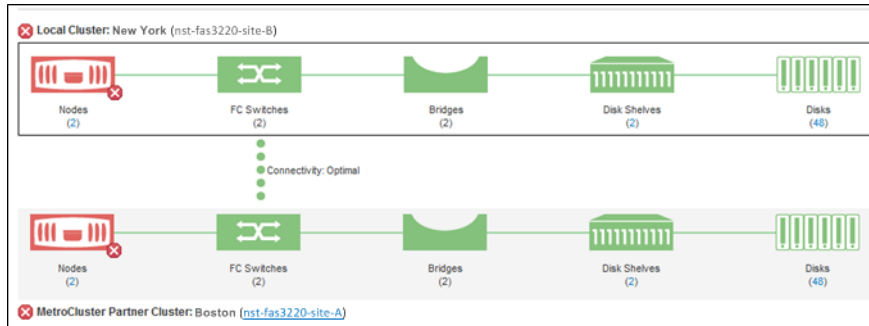 Local Cluster: New York (nst-fas3220-site-B)
Nodes FC Switches Bridges Disk Shelves Disks
(2) (2) (2) (2) (48)
Connectivity: Optimal
Nodes FC Switches Bridges Disk Shelves Disks
(2) (2) (2) (2) (48)
MetroCluster Partner Cluster: Boston (nst-fas3220-site-A)